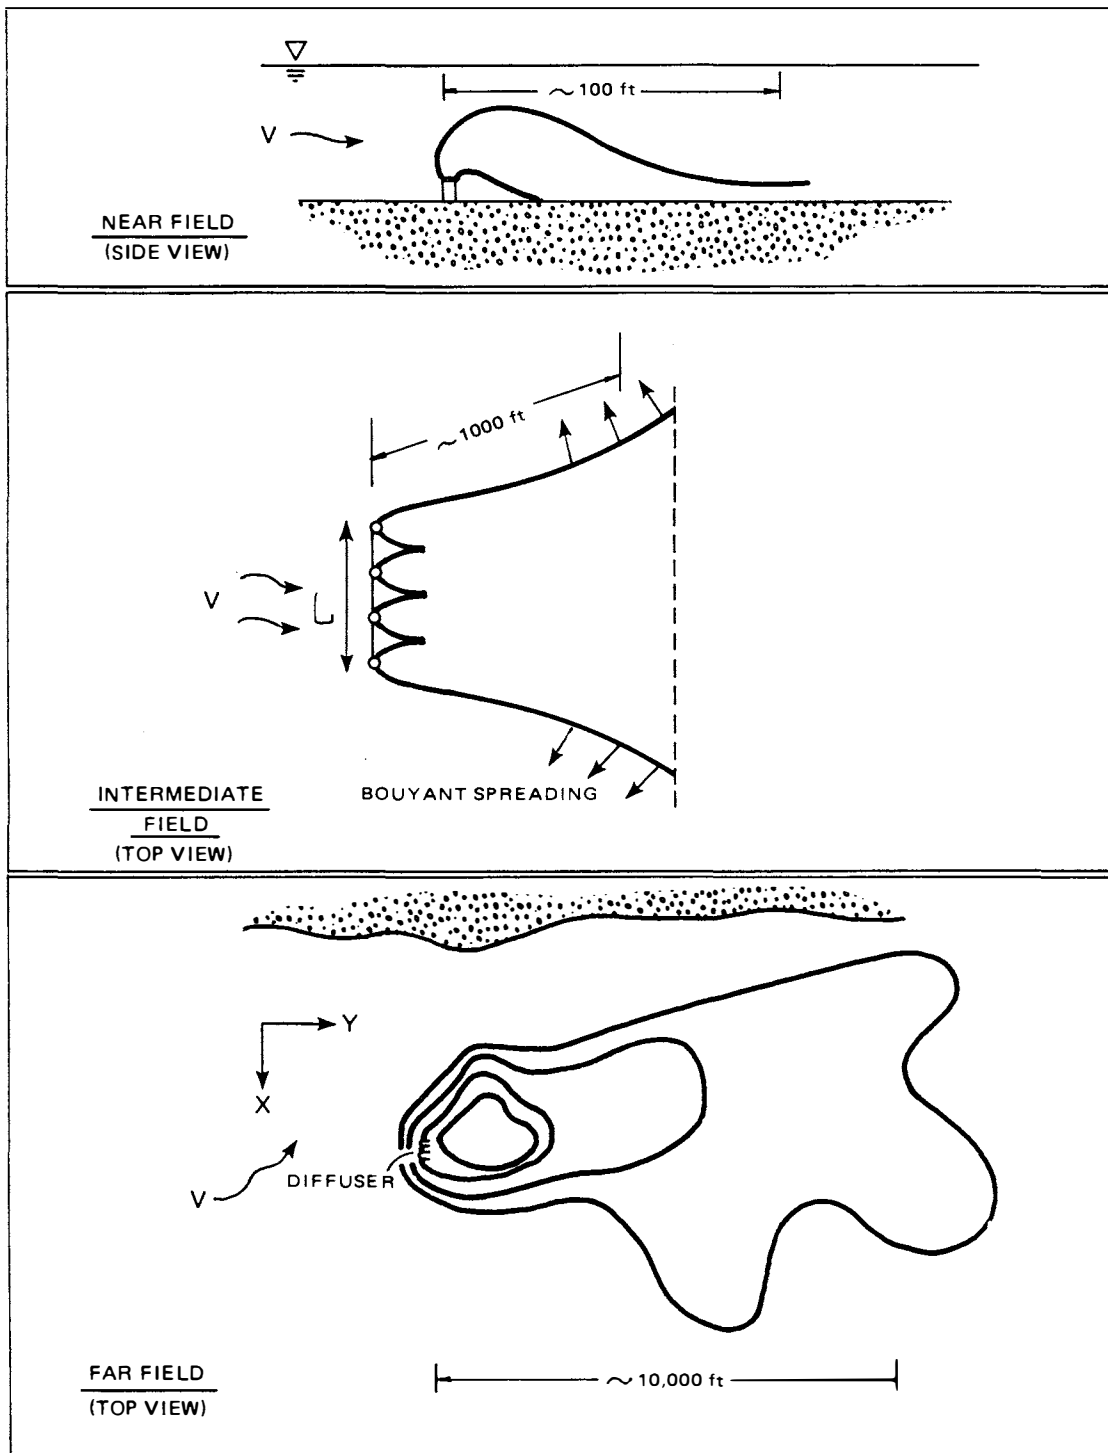 ~ 100 ft
V
NEAR FIELD
(SIDE VIEW)
~ 1000 ft
V
L
BOUYANT SPREADING
INTERMEDIATE
FIELD
(TOP VIEW)
Y
X
DIFFUSER
V
~ 10,000 ft
FAR FIELD
(TOP VIEW)